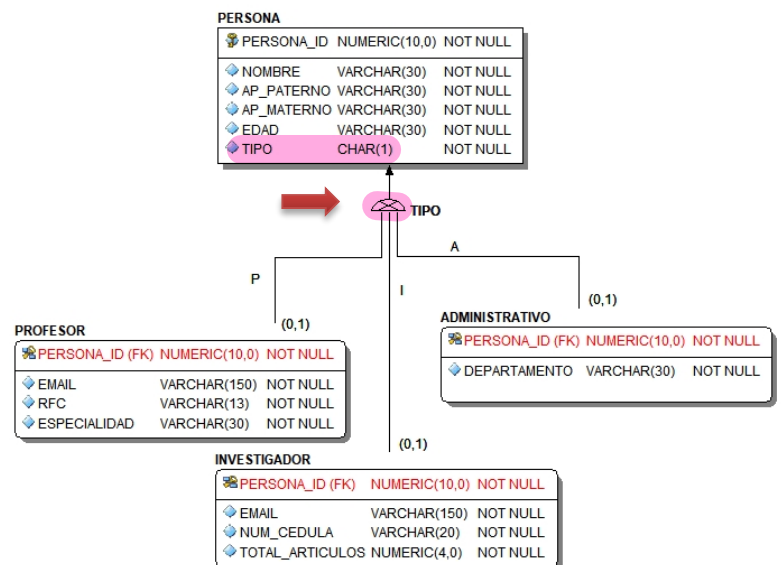 PERSONA
PERSONA_ID NUMERIC(10,0) NOT NULL
NOMBRE VARCHAR(30) NOT NULL
AP_PATERNO VARCHAR(30) NOT NULL
AP_MATERNO VARCHAR(30) NOT NULL
EDAD VARCHAR(30) NOT NULL
TIPO CHAR(1) NOT NULL
TIPO
P
I
A
(0,1)
(0,1)
(0,1)
PROFESOR
PERSONA_ID (FK) NUMERIC(10,0) NOT NULL
EMAIL VARCHAR(150) NOT NULL
RFC VARCHAR(13) NOT NULL
ESPECIALIDAD VARCHAR(30) NOT NULL
ADMINISTRATIVO
PERSONA_ID (FK) NUMERIC(10,0) NOT NULL
DEPARTAMENTO VARCHAR(30) NOT NULL
INVESTIGADOR
PERSONA_ID (FK) NUMERIC(10,0) NOT NULL
EMAIL VARCHAR(150) NOT NULL
NUM_CEDULA VARCHAR(20) NOT NULL
TOTAL_ARTICULOS NUMERIC(4,0) NOT NULL